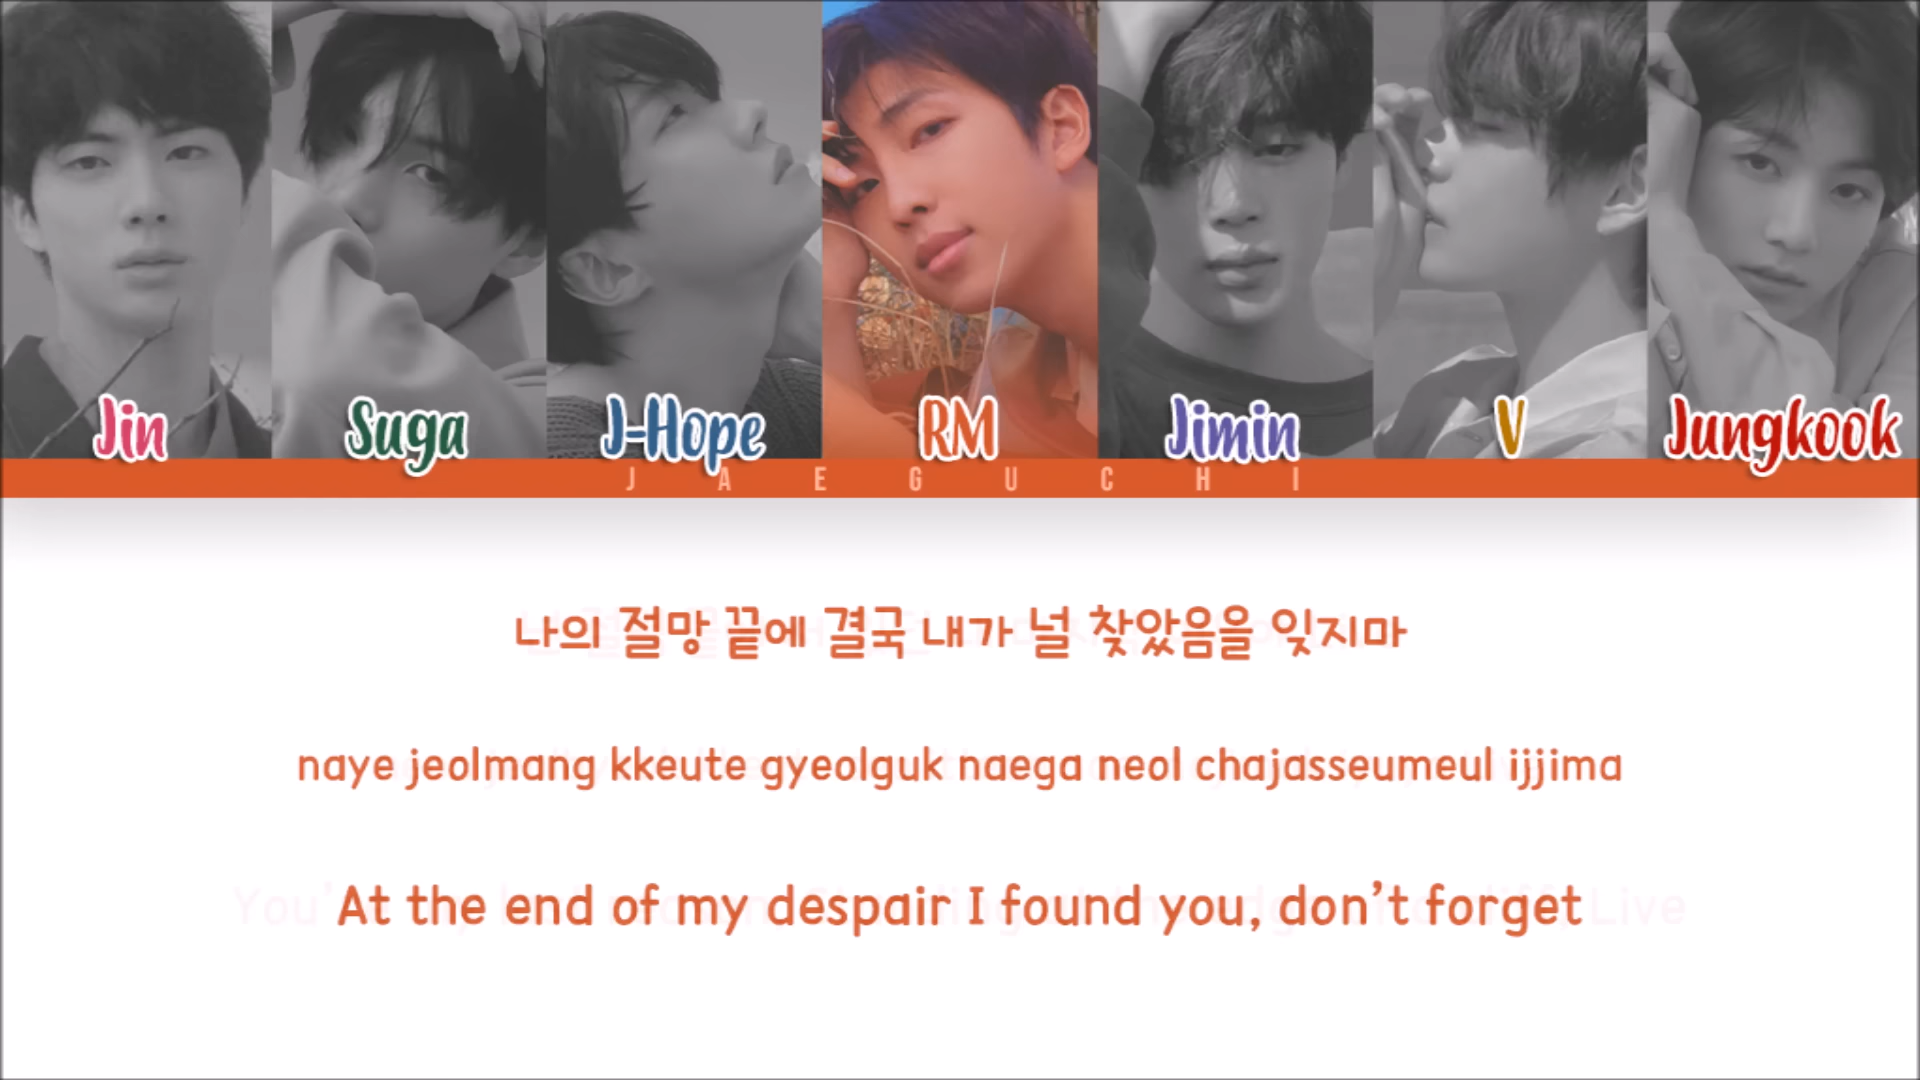 Jin Suga J-Hope RM Jimin V Jungkook
JAEGUCHI
나의 절망 끝에 결국 내가 널 찾았음을 잊지마
naye jeolmang kkeute gyeolguk naega neol chajasseumeul ijjima
At the end of my despair I found you, don't forget